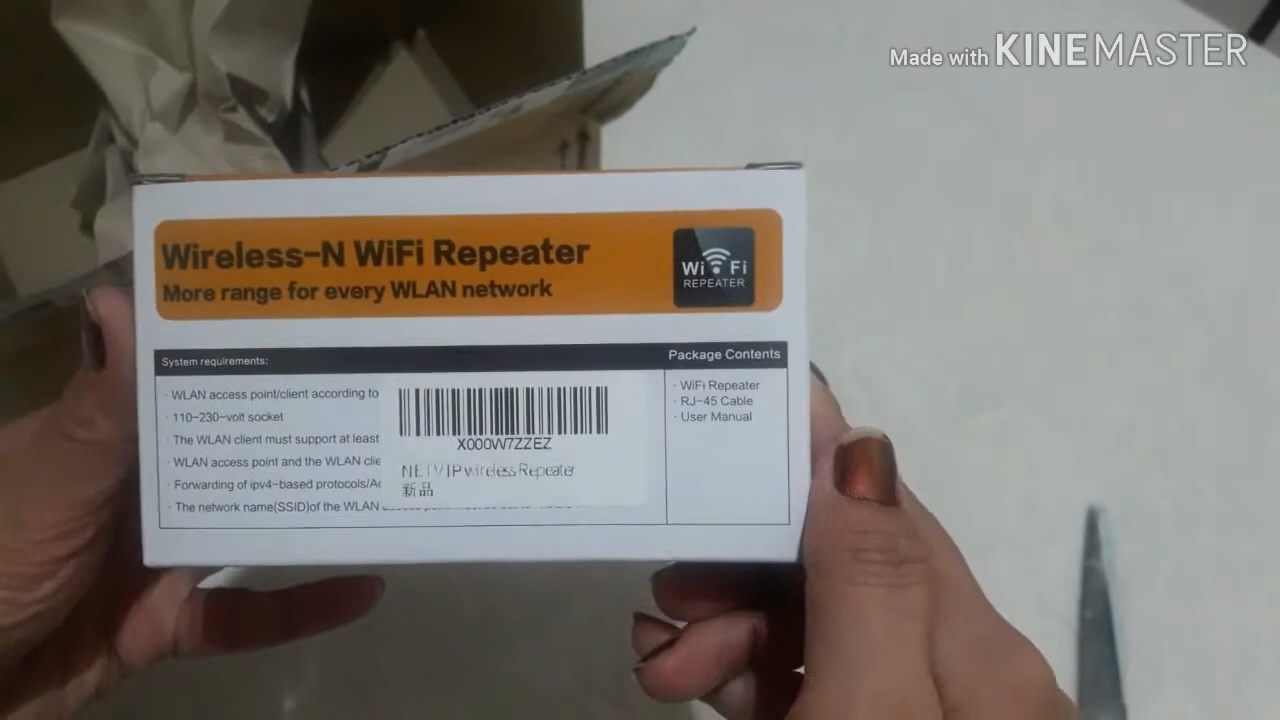 Made with KINEMASTER
Wireless-N WiFi Repeater
More range for every WLAN network
Wi Fi
REPEATER
System requirements:
Package Contents
· WLAN access point/client according to
· 110-230-volt socket
· The WLAN client must support at least
· WLAN access point and the WLAN clie
· Forwarding of ipv4-based protocols/A
· The network name(SSID)of the WLAN
X000W7ZZEZ
NETVIP wireless Repeater
新品
· WiFi Repeater
· RJ-45 Cable
· User Manual